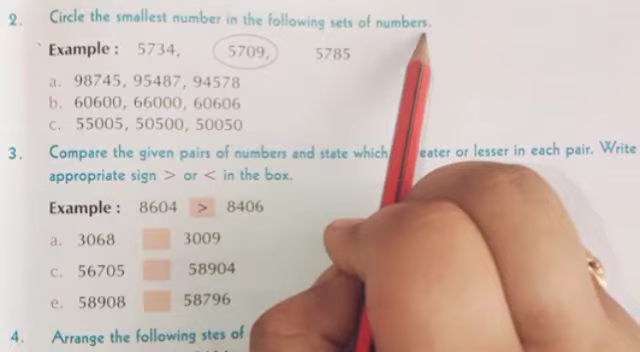 2. Circle the smallest number in the following sets of numbers.
Example : 5734, 5709, 5785
a. 98745, 95487, 94578
b. 60600, 66000, 60606
c. 55005, 50500, 50050
3. Compare the given pairs of numbers and state which eater or lesser in each pair. Write
appropriate sign > or < in the box.
Example : 8604 > 8406
a. 3068 3009
c. 56705 58904
e. 58908 58796
4. Arrange the following stes of